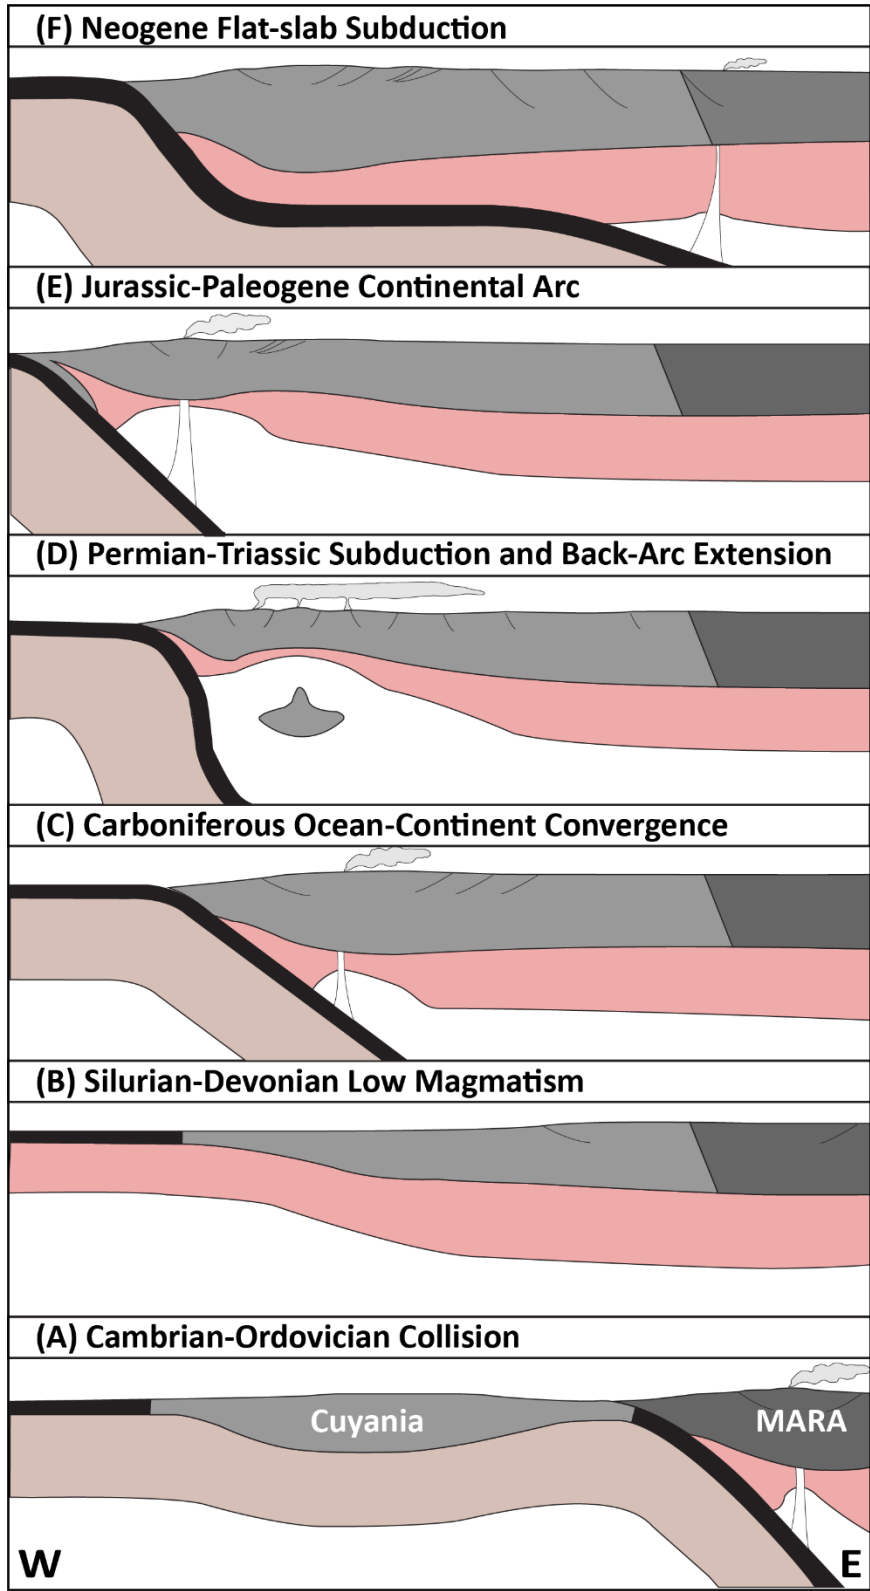 (F) Neogene Flat-slab Subduction
(E) Jurassic-Paleogene Continental Arc
(D) Permian-Triassic Subduction and Back-Arc Extension
(C) Carboniferous Ocean-Continent Convergence
(B) Silurian-Devonian Low Magmatism
(A) Cambrian-Ordovician Collision
Cuyania
MARA
W
E